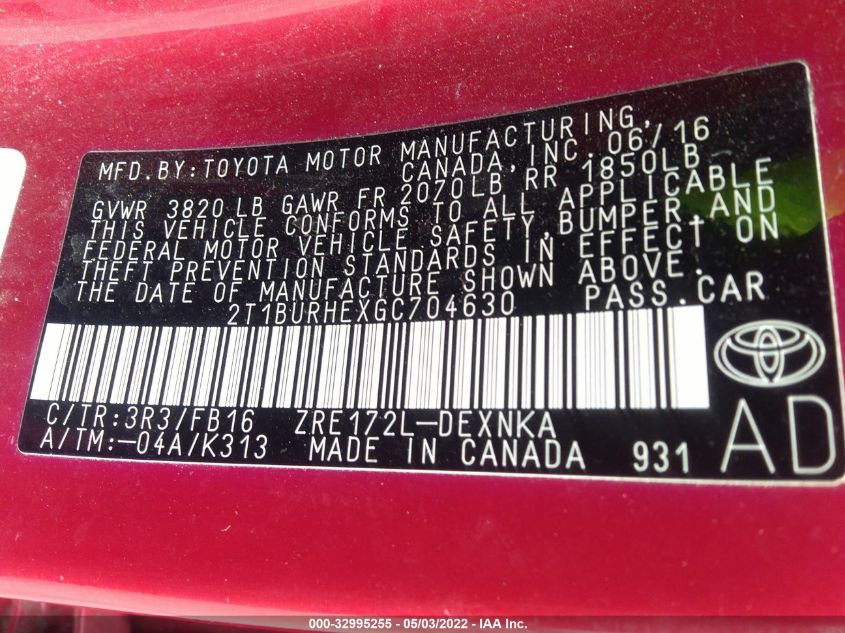 MFD.BY:TOYOTA MOTOR MANUFACTURING,
CANADA,INC. 06/16
GVWR 3820 LB GAWR FR 2070LB RR 1850LB
THIS VEHICLE CONFORMS TO ALL APPLICABLE
FEDERAL MOTOR VEHICLE SAFETY,BUMPER,AND
THEFT PREVENTION STANDARDS IN EFFECT ON
THE DATE OF MANUFACTURE SHOWN ABOVE.
2T1BURHEXGC704630 PASS.CAR
C/TR:3R3/FB16 ZRE172L-DEXNKA
A/TM:-04A/K313 MADE IN CANADA 931
AD
000-32995255 - 05/03/2022 - IAA Inc.